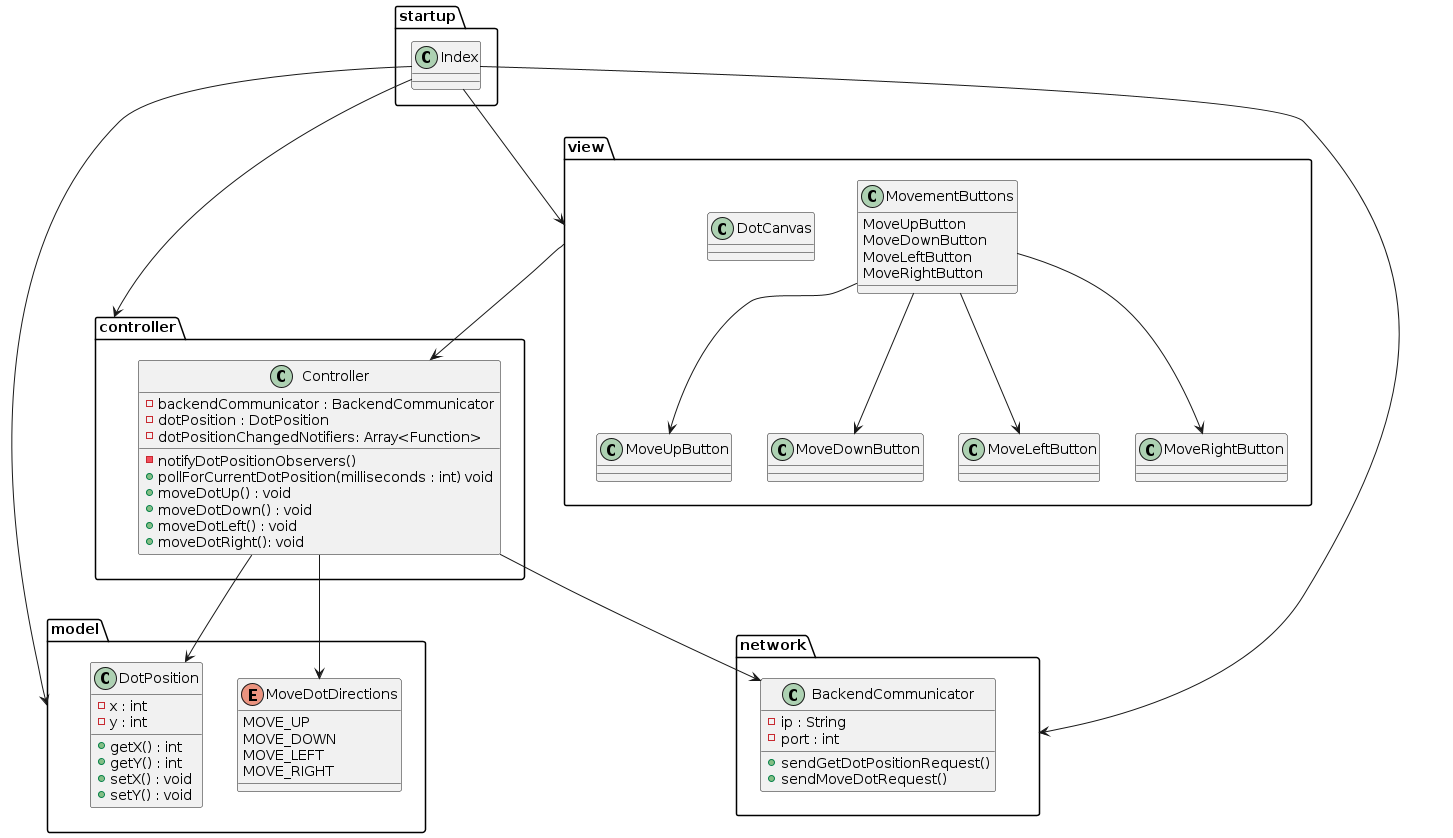 startup
C Index
view
C DotCanvas
C MovementButtons
MoveUpButton
MoveDownButton
MoveLeftButton
MoveRightButton
C MoveUpButton
C MoveDownButton
C MoveLeftButton
C MoveRightButton
controller
C Controller
backendCommunicator : BackendCommunicator
dotPosition : DotPosition
dotPositionChangedNotifiers: Array<Function>
notifyDotPositionObservers()
pollForCurrentDotPosition(milliseconds : int) void
moveDotUp() : void
moveDotDown() : void
moveDotLeft() : void
moveDotRight(): void
model
C DotPosition
x : int
y : int
getX() : int
getY() : int
setX() : void
setY() : void
E MoveDotDirections
MOVE_UP
MOVE_DOWN
MOVE_LEFT
MOVE_RIGHT
network
C BackendCommunicator
ip : String
port : int
sendGetDotPositionRequest()
sendMoveDotRequest()